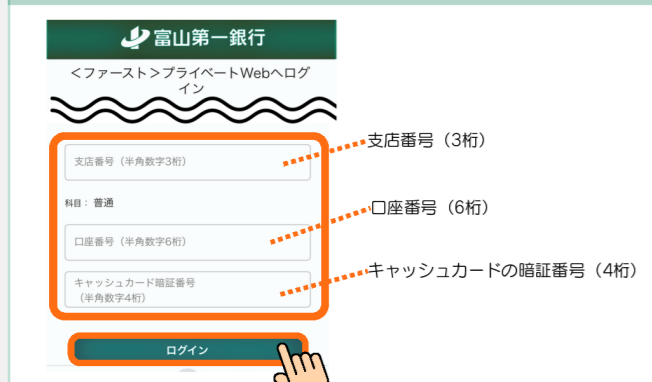 富山第一銀行
<ファースト>プライベートWebへログ
イン
支店番号（半角数字3桁）
支店番号（3桁）
科目： 普通
口座番号（6桁）
口座番号（半角数字6桁）
キャッシュカードの暗証番号（4桁）
キャッシュカード暗証番号
（半角数字4桁）
ログイン